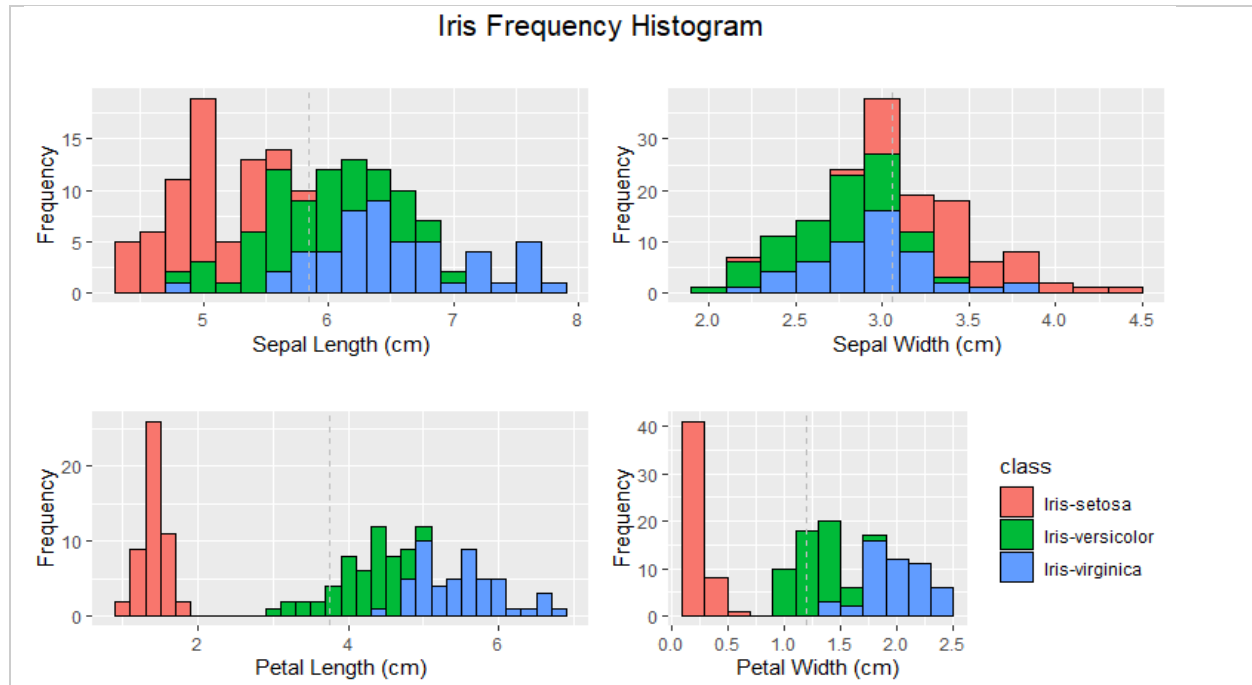 Iris Frequency Histogram
Frequency
15
10
5
0
5
6
7
8
Sepal Length (cm)
Frequency
30
20
10
0
2.0
2.5
3.0
3.5
4.0
4.5
Sepal Width (cm)
Frequency
20
10
0
2
4
6
Petal Length (cm)
Frequency
40
30
20
10
0
0.0
0.5
1.0
1.5
2.0
2.5
Petal Width (cm)
class
Iris-setosa
Iris-versicolor
Iris-virginica